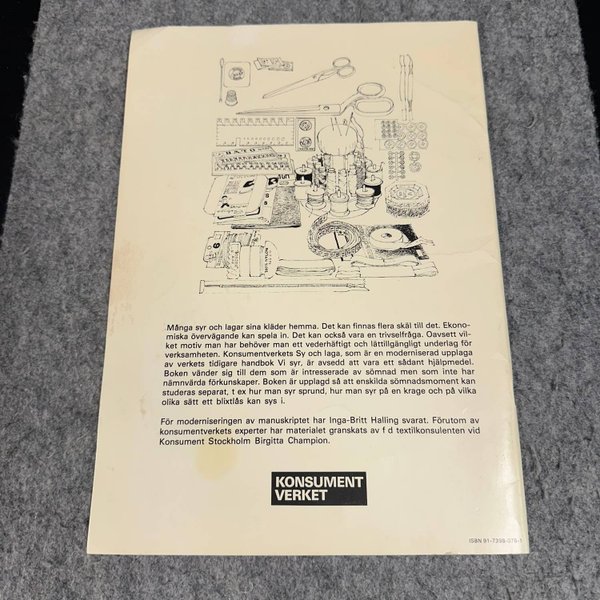 Många syr och lagar sina kläder hemma. Det kan finnas flera skäl till det. Ekono-
miska övervägande kan spela in. Det kan också vara en trivselfråga. Oavsett vil-
ket motiv man har behöver man ett vederhäftigt och lättillgängligt underlag för
verksamheten. Konsumentverkets Sy och laga, som är en moderniserad upplaga
av verkets tidigare handbok Vi syr, är avsedd att vara ett sådant hjälpmedel.
Boken vänder sig till dem som är intresserade av sömnad men som inte har
nämnvärda förkunskaper. Boken är upplagd så att enskilda sömnadsmoment kan
studeras separat, t ex hur man syr sprund, hur man syr på en krage och på vilka
olika sätt ett blixtlås kan sys i.
För moderniseringen av manuskriptet har Inga-Britt Halling svarat. Förutom av
konsumentverkets experter har materialet granskats av f d textilkonsulenten vid
Konsument Stockholm Birgitta Champion.
KONSUMENT
VERKET
ISBN 91-7398-076-1